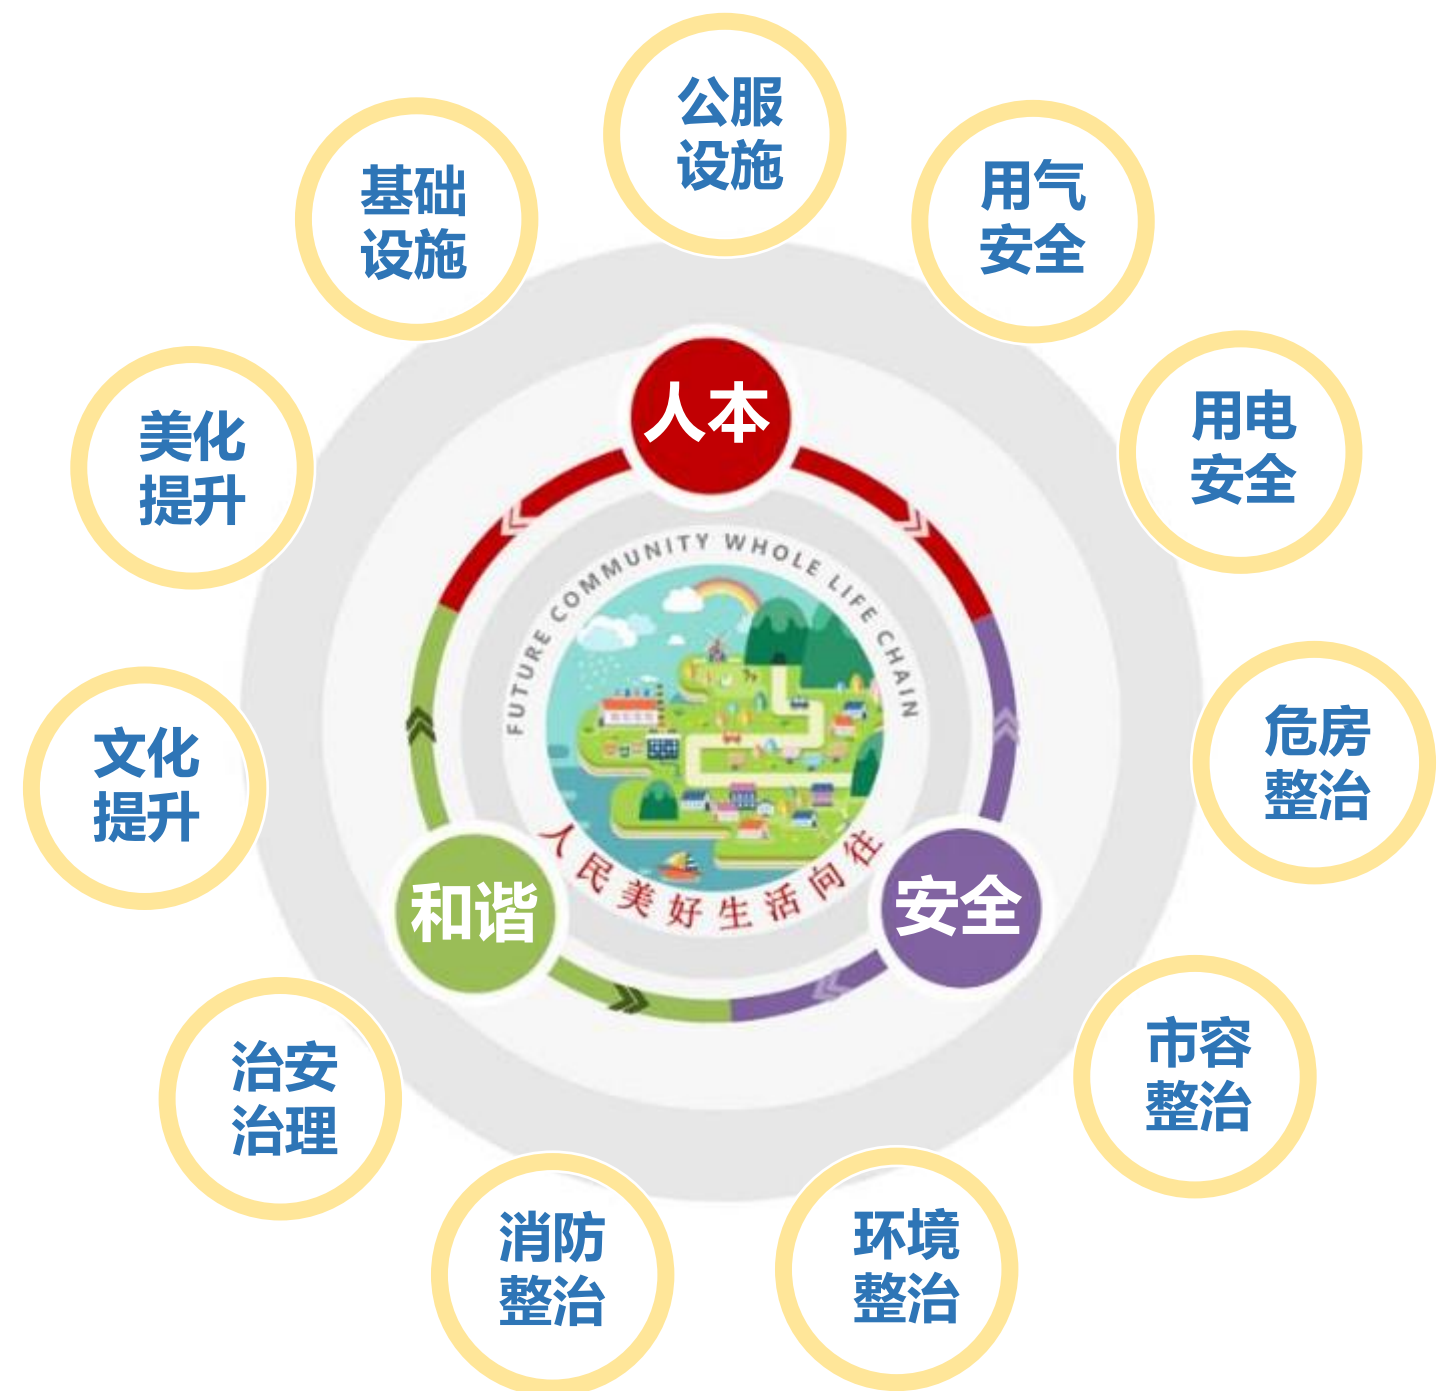 公服
设施
基础
设施
用气
安全
美化
提升
人本
用电
安全
FUTURE COMMUNITY WHOLE LIFE CHAIN
文化
提升
危房
整治
和谐
人民美好生活向往
安全
治安
治理
市容
整治
消防
整治
环境
整治